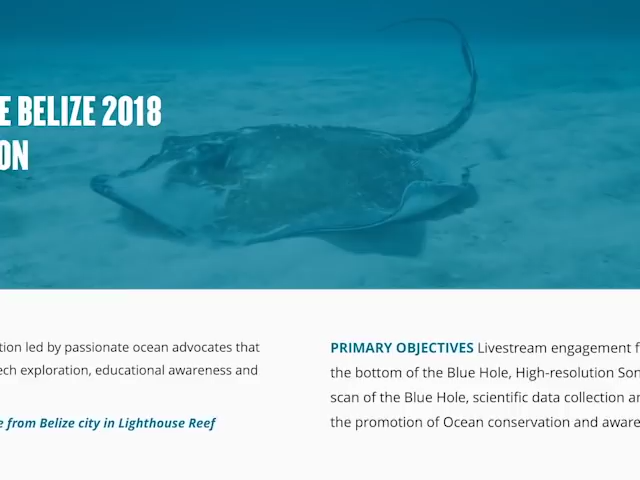 E BELIZE 2018
ON
tion led by passionate ocean advocates that
ech exploration, educational awareness and
e from Belize city in Lighthouse Reef
PRIMARY OBJECTIVES Livestream engagement f
the bottom of the Blue Hole, High-resolution Son
scan of the Blue Hole, scientific data collection a
the promotion of Ocean conservation and aware